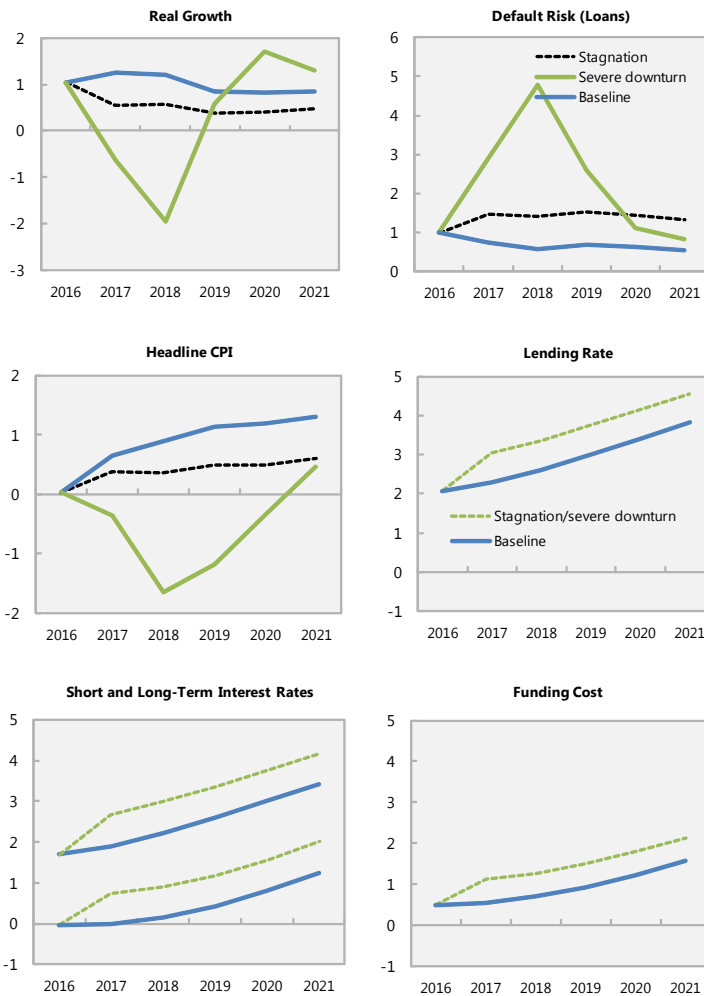 Real Growth
2
1
0
-1
-2
-3
2016 2017 2018 2019 2020 2021
Default Risk (Loans)
6
5
4
3
2
1
0
Stagnation
Severe downturn
Baseline
2016 2017 2018 2019 2020 2021
Headline CPI
2
1
0
-1
-2
2016 2017 2018 2019 2020 2021
Lending Rate
5
4
3
2
1
0
-1
Stagnation/severe downturn
Baseline
2016 2017 2018 2019 2020 2021
Short and Long-Term Interest Rates
5
4
3
2
1
0
-1
2016 2017 2018 2019 2020 2021
Funding Cost
5
4
3
2
1
0
-1
2016 2017 2018 2019 2020 2021